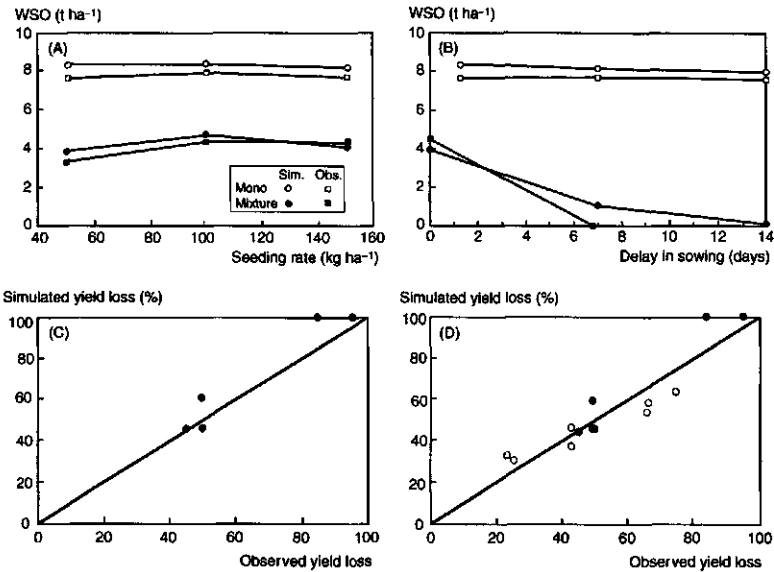 WSO (t ha⁻¹)
10
(A)
8
6
4
2
0
Sim. Obs.
Mono
Mixture
40 60 80 100 120 140 160
Seeding rate (kg ha⁻¹)
WSO (t ha⁻¹)
10
(B)
8
6
4
2
0
0 2 4 6 8 10 12 14
Delay in sowing (days)
Simulated yield loss (%)
100
(C)
80
60
40
20
0
0 20 40 60 80 100
Observed yield loss
Simulated yield loss (%)
100
(D)
80
60
40
20
0
0 20 40 60 80 100
Observed yield loss